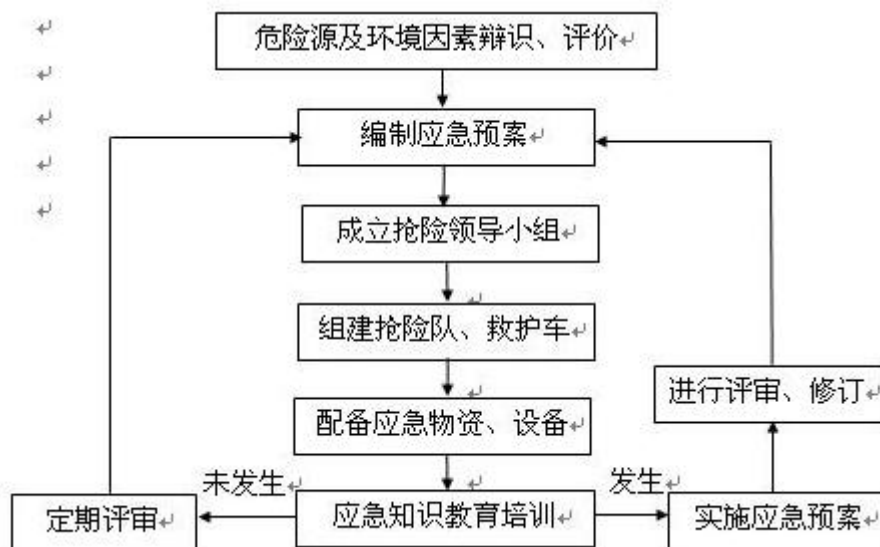 危险源及环境因素辩识、评价
编制应急预案
成立抢险领导小组
组建抢险队、救护车
进行评审、修订
配备应急物资、设备
未发生
发生
定期评审
应急知识教育培训
实施应急预案